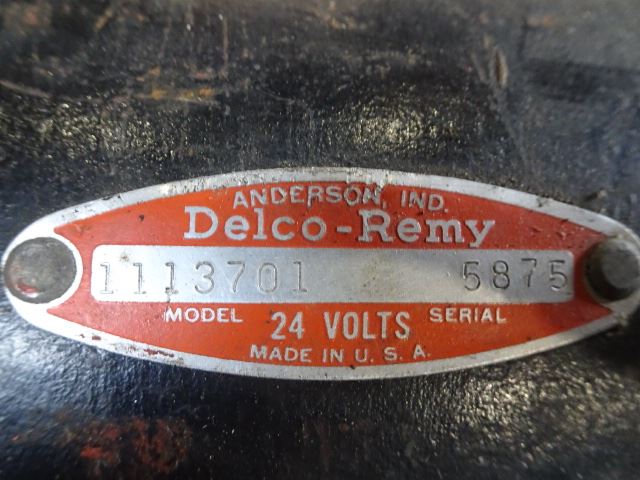 ANDERSON, IND.
Delco-Remy
1113701 5875
MODEL 24 VOLTS SERIAL
MADE IN U. S. A.